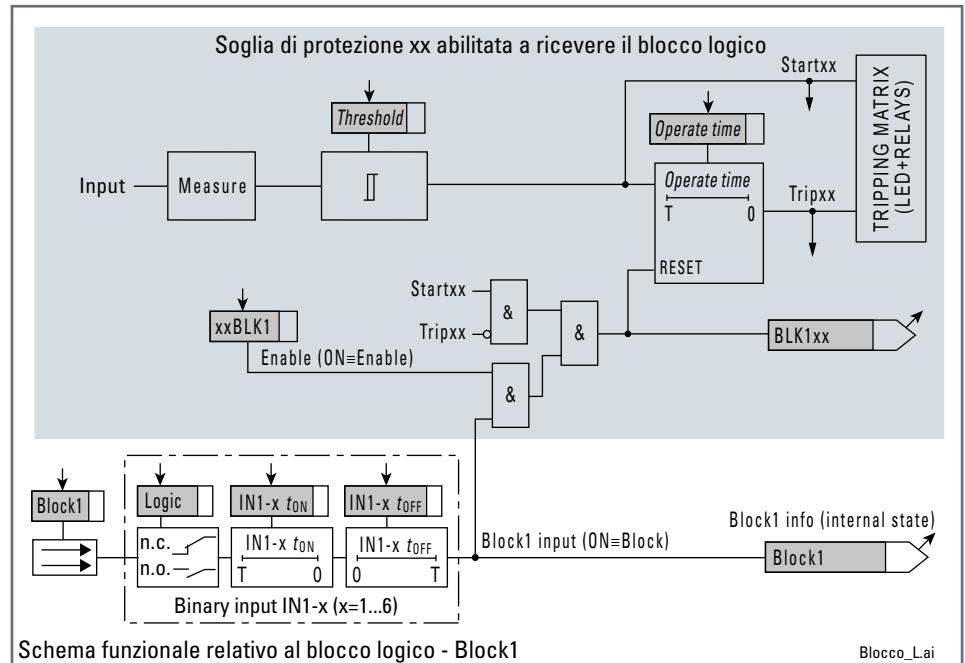 Soglia di protezione xx abilitata a ricevere il blocco logico
Startxx
Threshold
Operate time
TRIPPING MATRIX
(LED+RELAYS)
Input
Measure
Operate time
T 0
Tripxx
RESET
Startxx
&
Tripxx
&
xxBLK1
BLK1xx
Enable (ON≡Enable)
&
Block1
Logic
IN1-x tON
IN1-x tOFF
Block1 info (internal state)
n.c.
n.o.
IN1-x tON
T 0
IN1-x tOFF
0 T
Block1 input (ON≡Block)
Block1
Binary input IN1-x (x=1...6)
Schema funzionale relativo al blocco logico - Block1
Blocco_L.ai